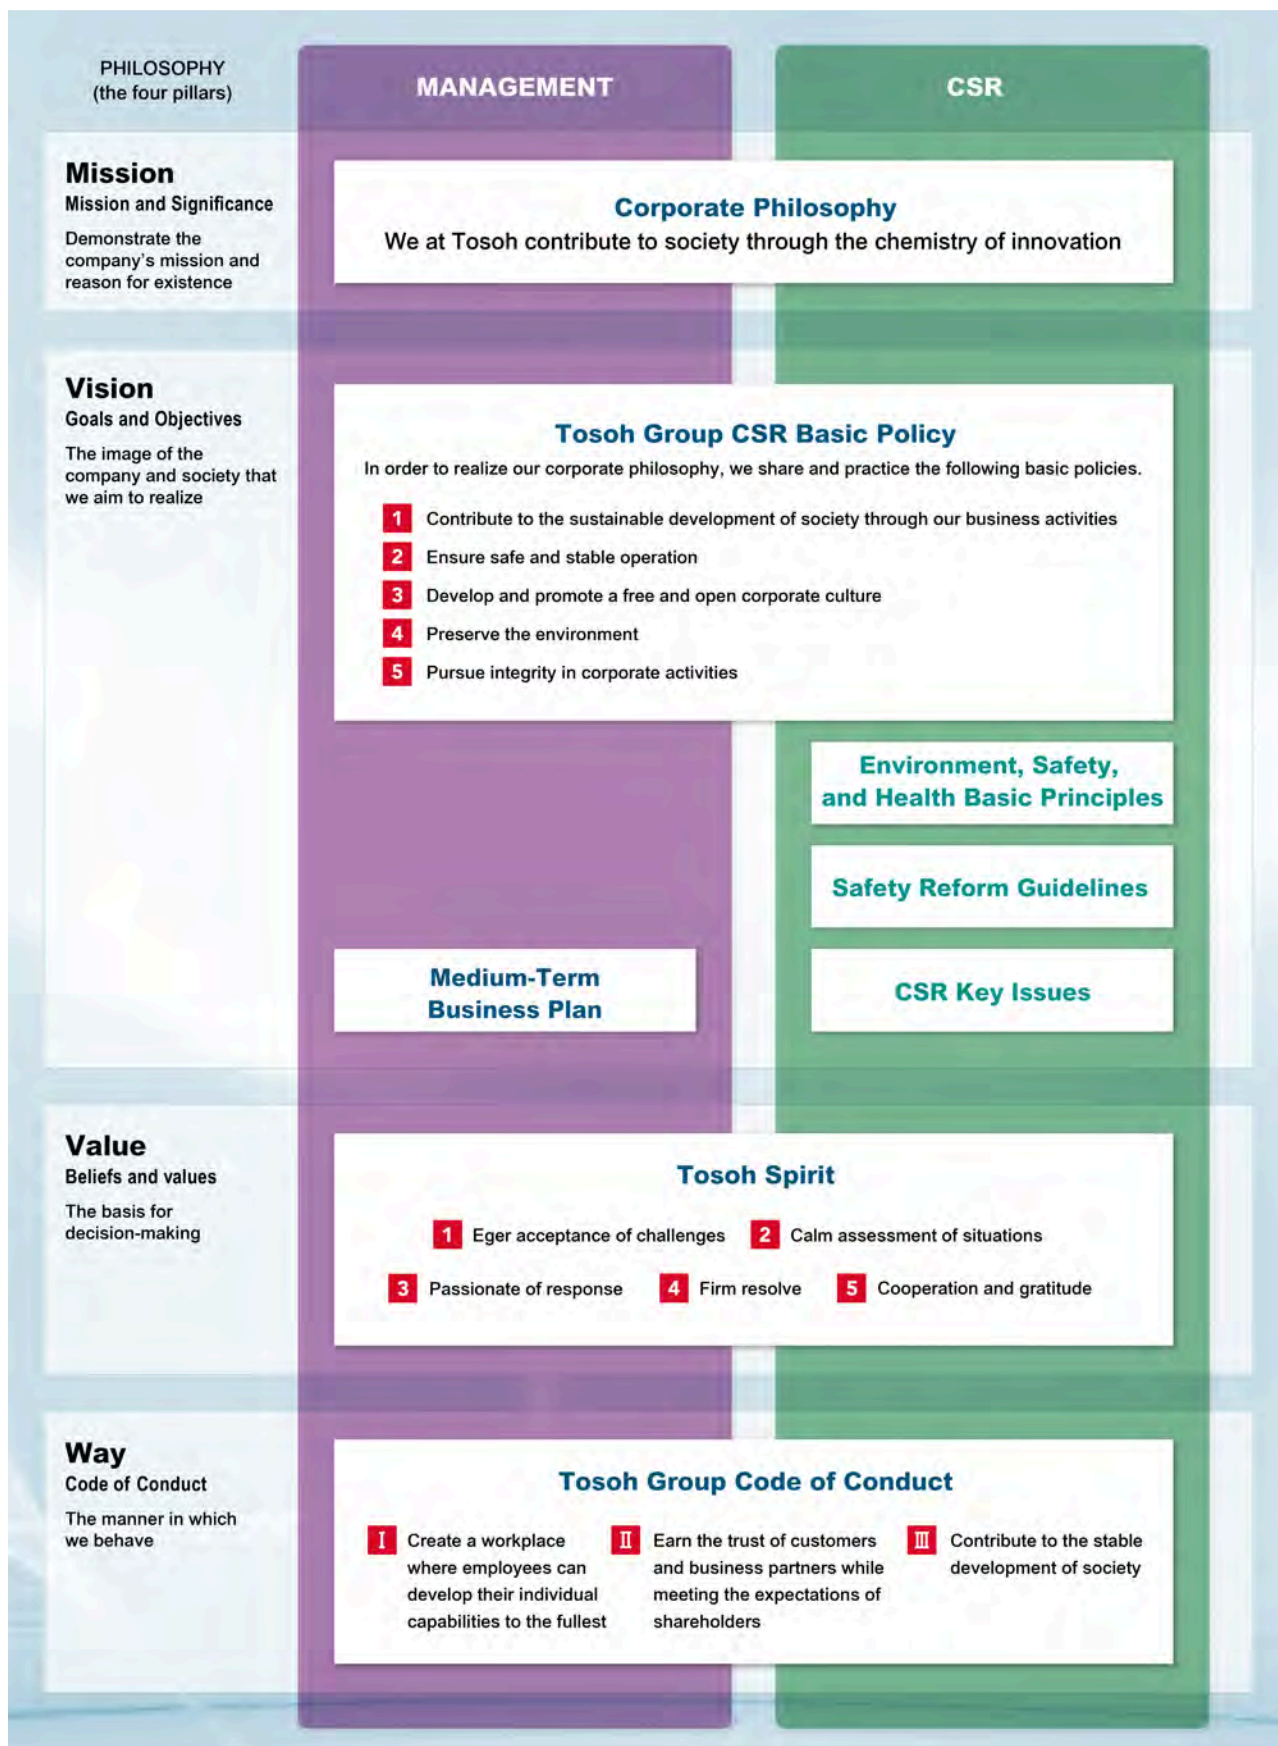 PHILOSOPHY
(the four pillars)
MANAGEMENT
CSR
Mission
Mission and Significance
Demonstrate the
company's mission and
reason for existence
Corporate Philosophy
We at Tosoh contribute to society through the chemistry of innovation
Vision
Goals and Objectives
The image of the
company and society that
we aim to realize
Tosoh Group CSR Basic Policy
In order to realize our corporate philosophy, we share and practice the following basic policies.
1 Contribute to the sustainable development of society through our business activities
2 Ensure safe and stable operation
3 Develop and promote a free and open corporate culture
4 Preserve the environment
5 Pursue integrity in corporate activities
Environment, Safety,
and Health Basic Principles
Safety Reform Guidelines
Medium-Term
Business Plan
CSR Key Issues
Value
Beliefs and values
The basis for
decision-making
Tosoh Spirit
1 Eger acceptance of challenges 2 Calm assessment of situations
3 Passionate of response 4 Firm resolve 5 Cooperation and gratitude
Way
Code of Conduct
The manner in which
we behave
Tosoh Group Code of Conduct
I Create a workplace
where employees can
develop their individual
capabilities to the fullest
II Earn the trust of customers
and business partners while
meeting the expectations of
shareholders
III Contribute to the stable
development of society